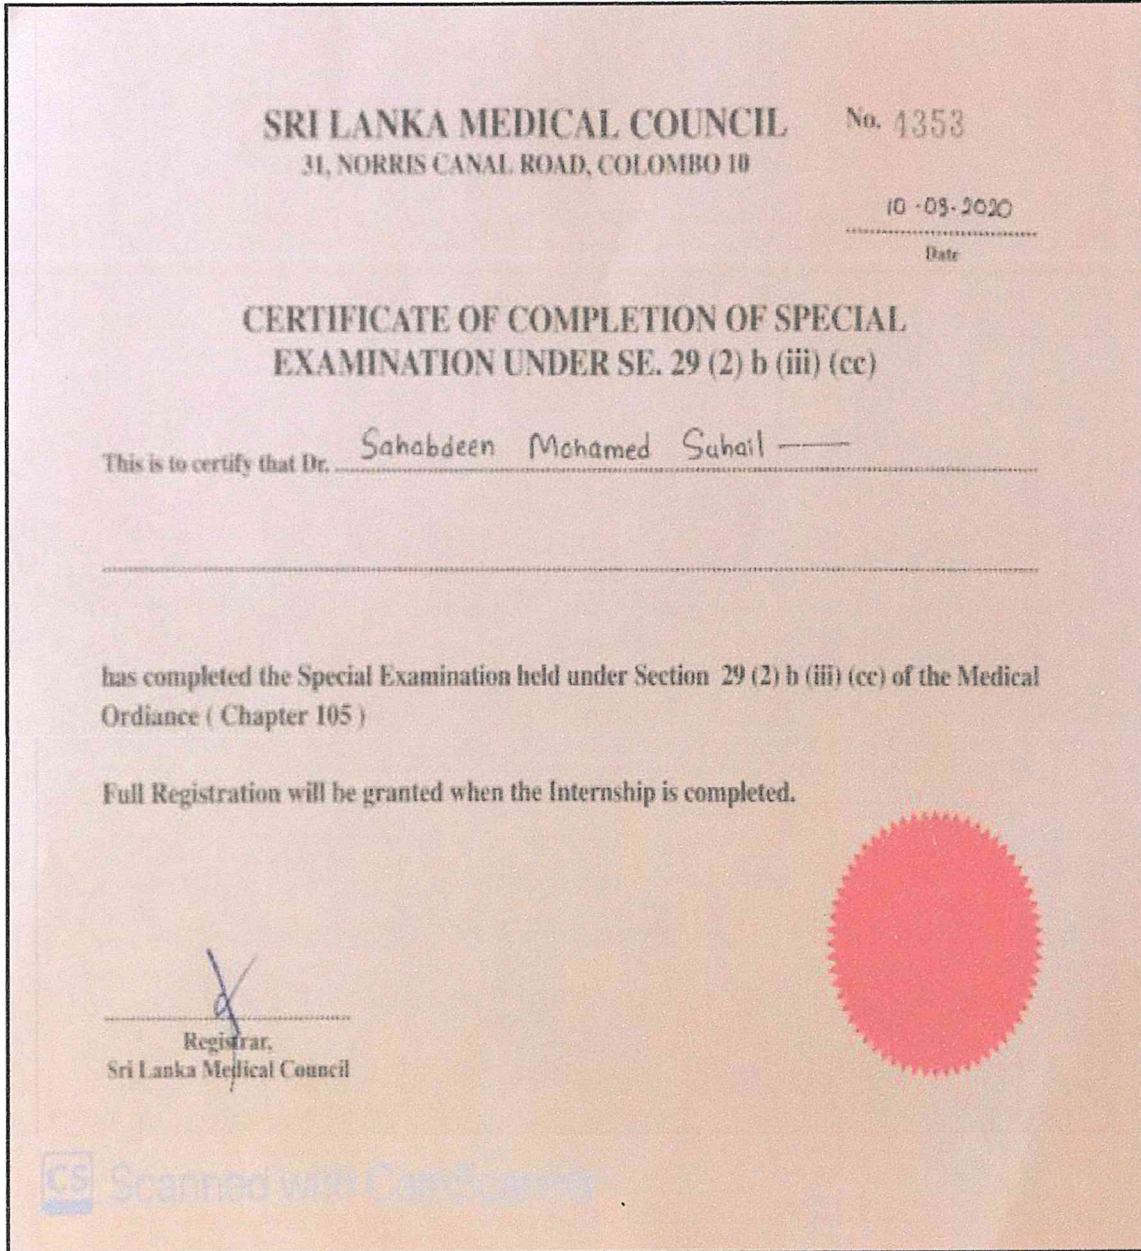 SRI LANKA MEDICAL COUNCIL
No. 4353
31, NORRIS CANAL ROAD, COLOMBO 10
10-03-2020
Date
CERTIFICATE OF COMPLETION OF SPECIAL
EXAMINATION UNDER SE. 29 (2) b (iii) (cc)
This is to certify that Dr. Sahabdeen Mohamed Suhail
has completed the Special Examination held under Section 29 (2) b (iii) (cc) of the Medical
Ordiance ( Chapter 105 )
Full Registration will be granted when the Internship is completed.
Registrar,
Sri Lanka Medical Council
CS Scanned with CamScanner